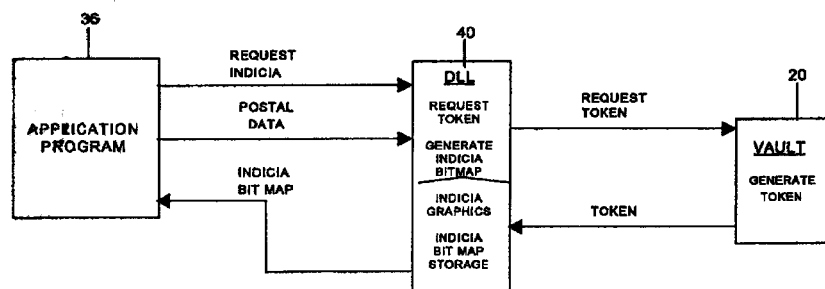 36
APPLICATION
PROGRAM
REQUEST
INDICIA
POSTAL
DATA
INDICIA
BIT MAP
40
DLL
REQUEST
TOKEN
GENERATE
INDICIA
BITMAP
INDICIA
GRAPHICS
INDICIA
BIT MAP
STORAGE
REQUEST
TOKEN
TOKEN
20
VAULT
GENERATE
TOKEN